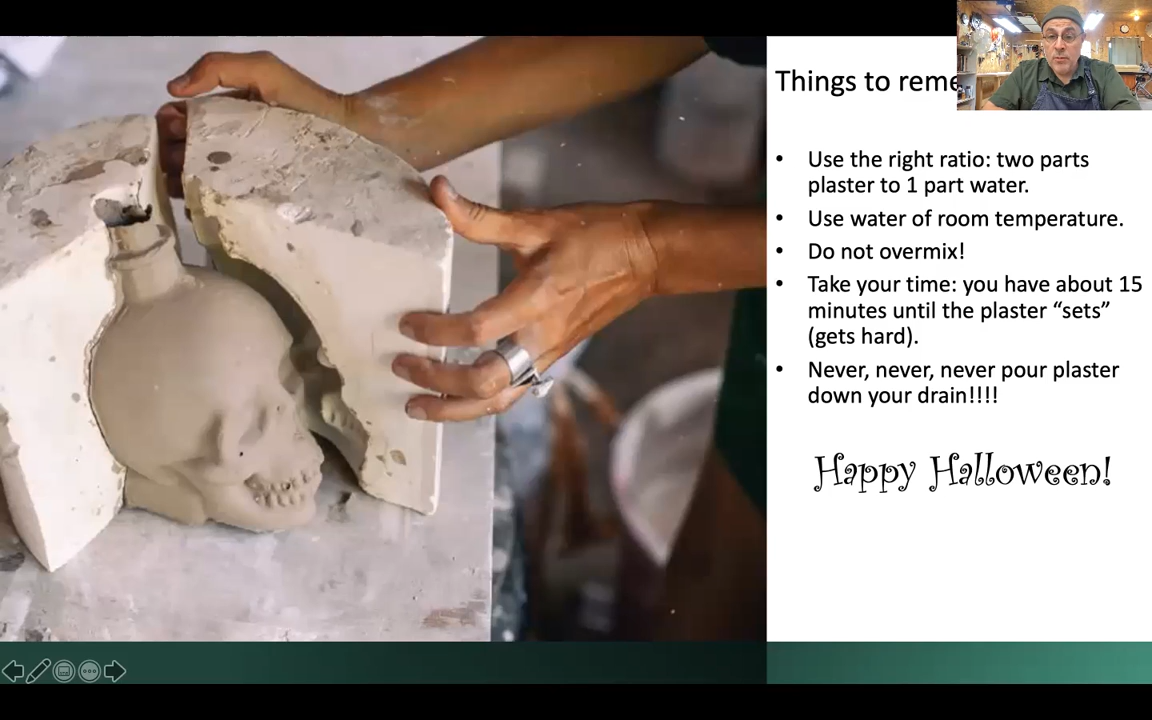 Things to reme
• Use the right ratio: two parts
plaster to 1 part water.
• Use water of room temperature.
• Do not overmix!
• Take your time: you have about 15
minutes until the plaster “sets”
(gets hard).
• Never, never, never pour plaster
down your drain!!!!
Happy Halloween!